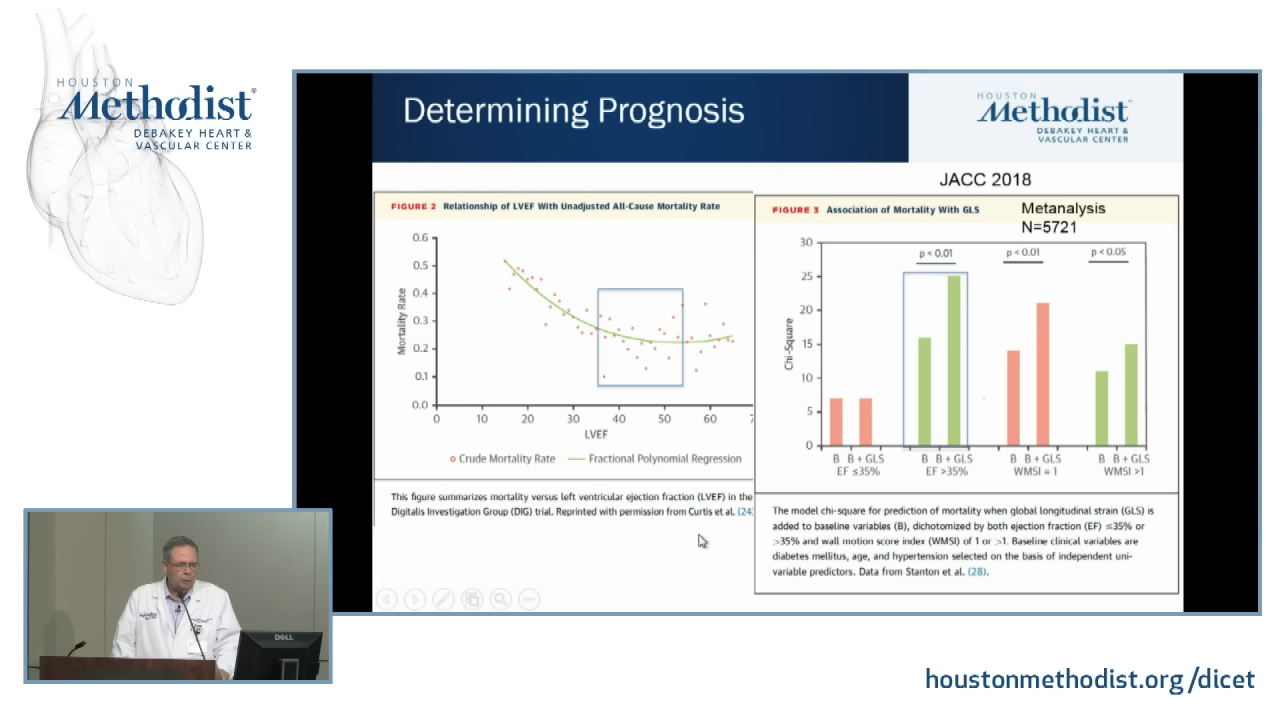 HOUSTON
Methodist®
DEBAKEY HEART &
VASCULAR CENTER
Determining Prognosis
HOUSTON
Methodist
DEBAKEY HEART &
VASCULAR CENTER
JACC 2018
FIGURE 2 Relationship of LVEF With Unadjusted All-Cause Mortality Rate
0.6
0.5
0.4
0.3
0.2
0.1
0.0
Mortality Rate
0 10 20 30 40 50 60 7
LVEF
Crude Mortality Rate Fractional Polynomial Regression
This figure summarizes mortality versus left ventricular ejection fraction (LVEF) in the
Digitalis Investigation Group (DIG) trial. Reprinted with permission from Curtis et al. (24
FIGURE 3 Association of Mortality With GLS
Metanalysis
N=5721
30
25
20
15
10
5
0
Chi-Square
p < 0.01 p < 0.01 p < 0.05
B B + GLS B B + GLS B B + GLS B B + GLS
EF ≤35% EF >35% WMSI = 1 WMSI >1
The model chi-square for prediction of mortality when global longitudinal strain (GLS) is
added to baseline variables (B), dichotomized by both ejection fraction (EF) ≤35% or
>35% and wall motion score index (WMSI) of 1 or >1. Baseline clinical variables are
diabetes mellitus, age, and hypertension selected on the basis of independent uni-
variable predictors. Data from Stanton et al. (28).
DELL
houstonmethodist.org/dicet